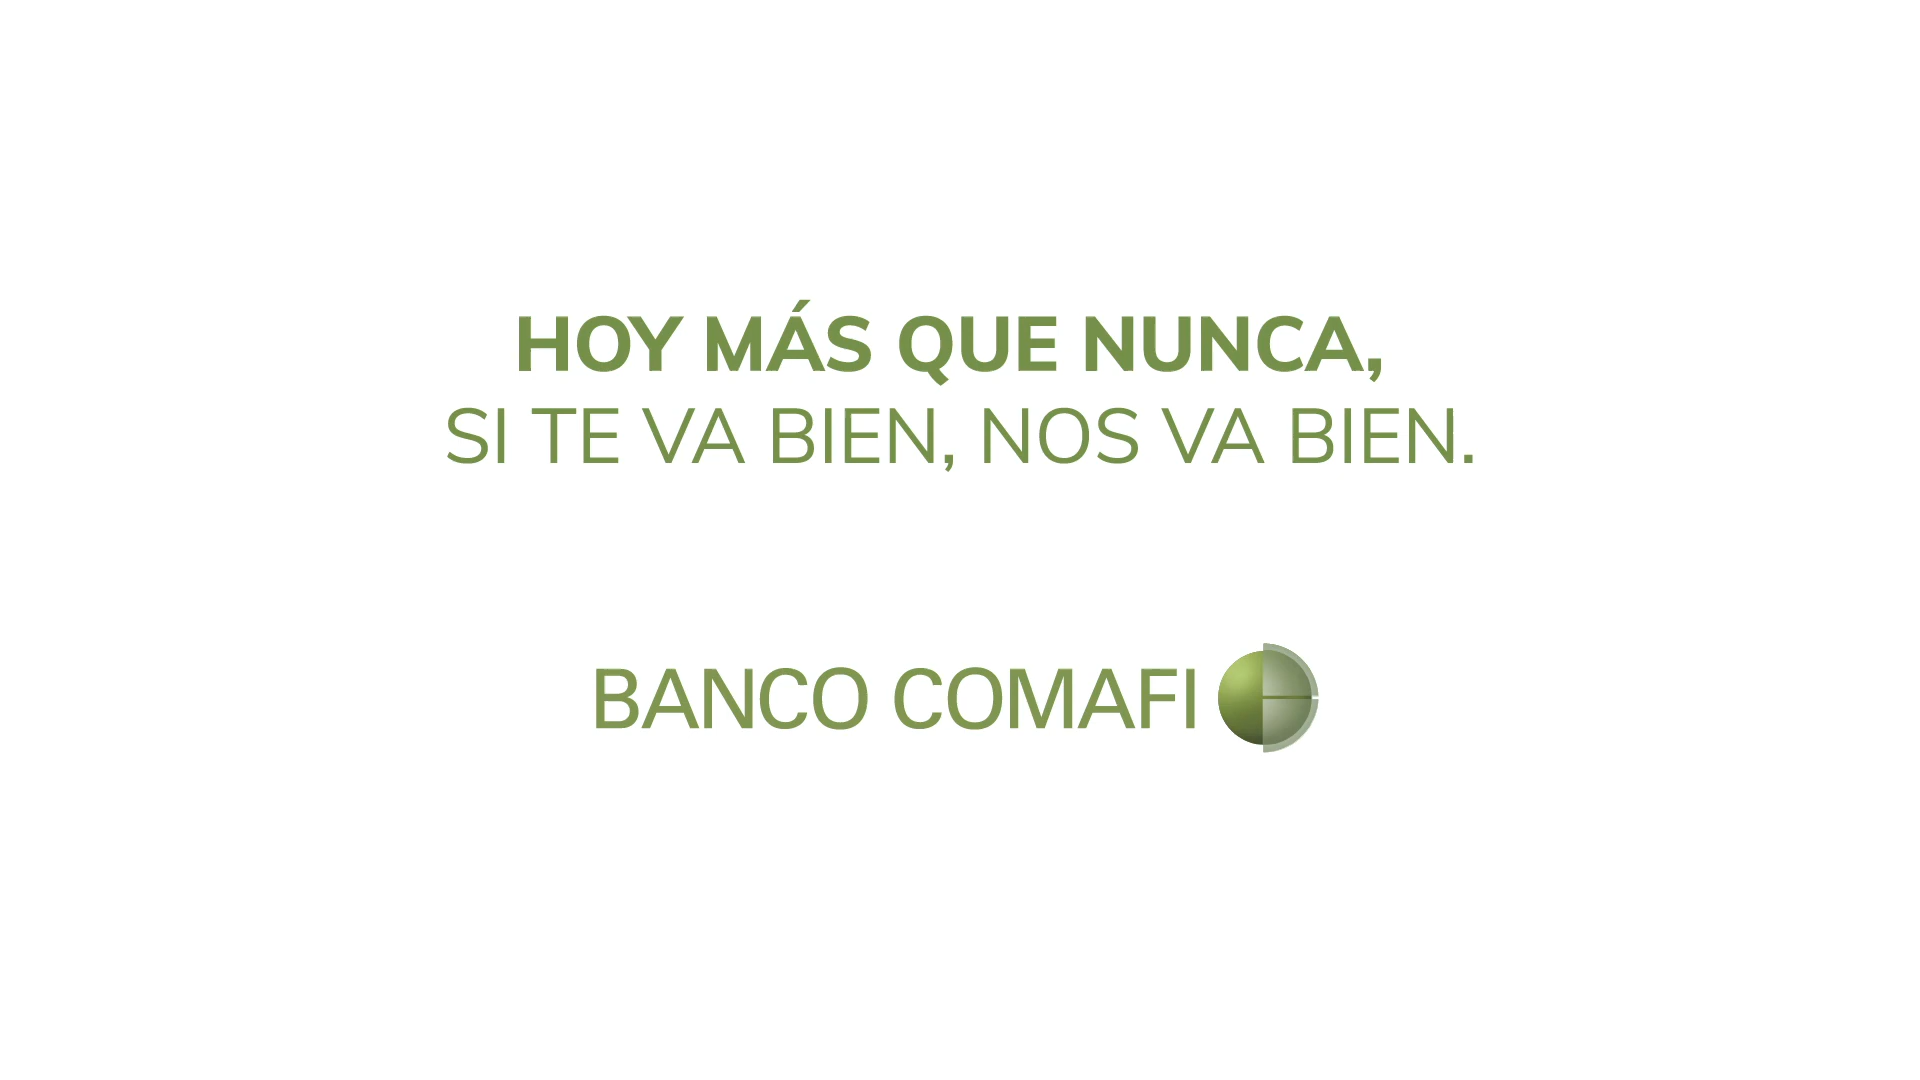 HOY MÁS QUE NUNCA,
SI TE VA BIEN, NOS VA BIEN.
BANCO COMAFI